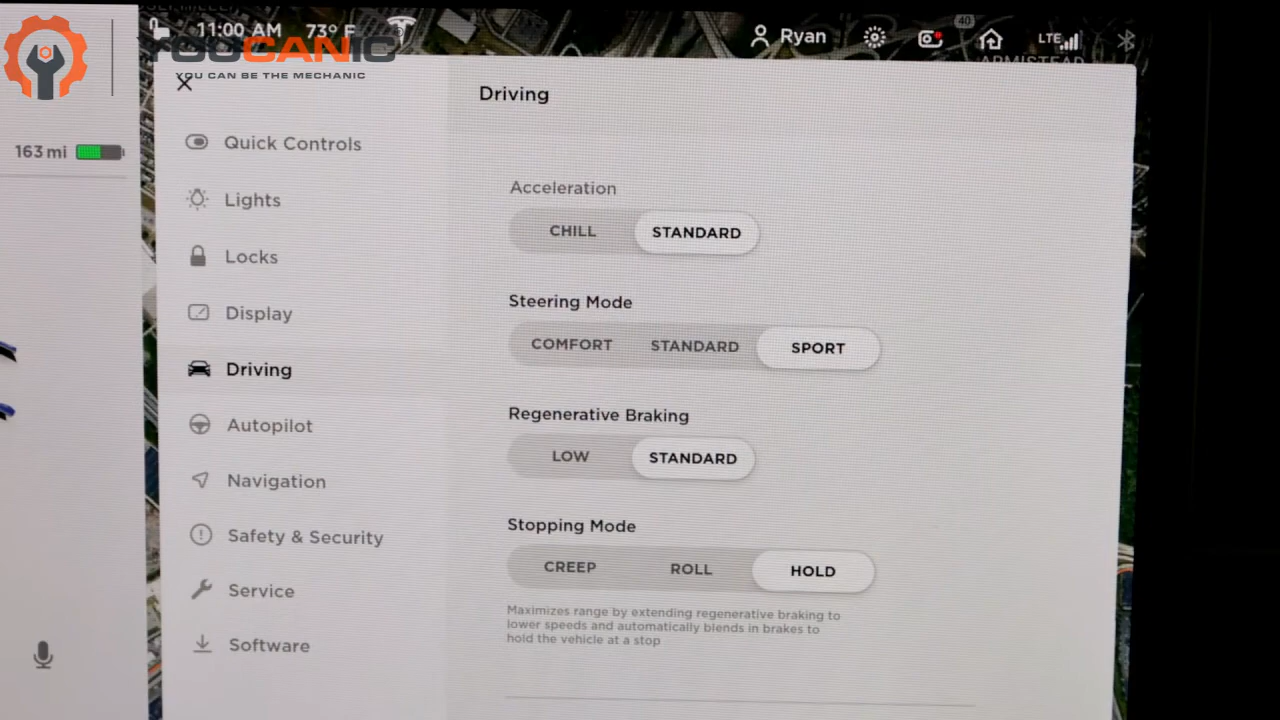 11:00 AM 73° F
Ryan
40
LTE
YOUCANIC
YOU CAN BE THE MECHANIC
ARMISTEAD
163 mi
Driving
Quick Controls
Lights
Locks
Display
Driving
Autopilot
Navigation
Safety & Security
Service
Software
Acceleration
CHILL STANDARD
Steering Mode
COMFORT STANDARD SPORT
Regenerative Braking
LOW STANDARD
Stopping Mode
CREEP ROLL HOLD
Maximizes range by extending regenerative braking to
lower speeds and automatically blends in brakes to
hold the vehicle at a stop